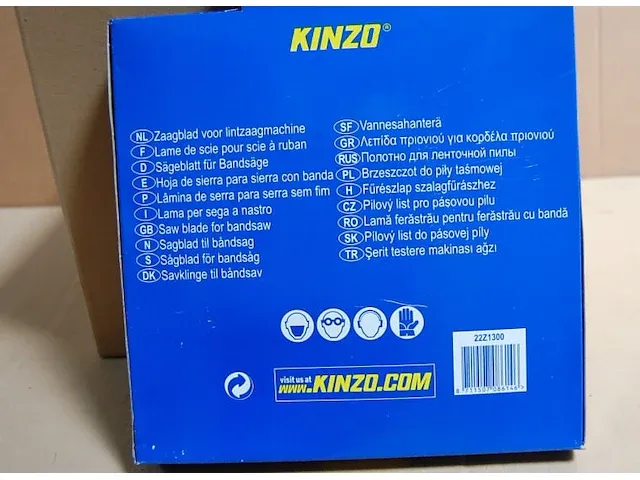 KINZO®
NL Zaagblad voor lintzaagmachine
F Lame de scie pour scie à ruban
D Sägeblatt für Bandsäge
E Hoja de sierra para sierra con banda
P Lâmina de serra para serra sem fim
I Lama per sega a nastro
GB Saw blade for bandsaw
N Sagblad til båndsag
S Sågblad för bandsåg
DK Savklinge til båndsav
SF Vannesahanterä
GR Λεπίδα πριονιού για κορδέλα πριονιού
RUS Полотно для ленточной пилы
PL Brzeszczot do piły taśmowej
H Fűrészlap szalagfűrászhez
CZ Pilový list pro pásovou pilu
RO Lamă ferăstrău pentru ferăstrău cu bandă
SK Pílový list do pásovej píly
TR Şerit testere makinası ağzı
visit us at
www.KINZO.COM
22Z1300
8 711507 086146